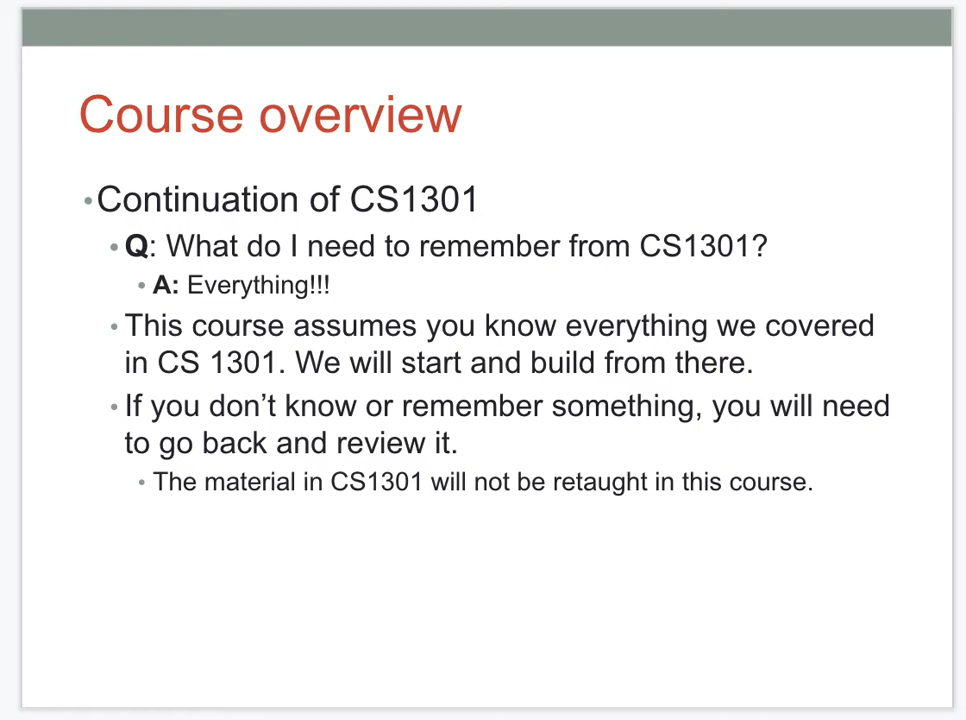 Course overview
•Continuation of CS1301
• Q: What do I need to remember from CS1301?
• A: Everything!!!
• This course assumes you know everything we covered
in CS 1301. We will start and build from there.
• If you don’t know or remember something, you will need
to go back and review it.
• The material in CS1301 will not be retaught in this course.